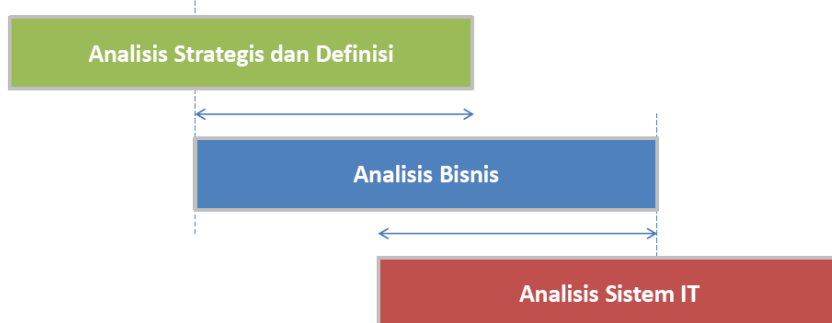 Analisis Strategis dan Definisi
Analisis Bisnis
Analisis Sistem IT